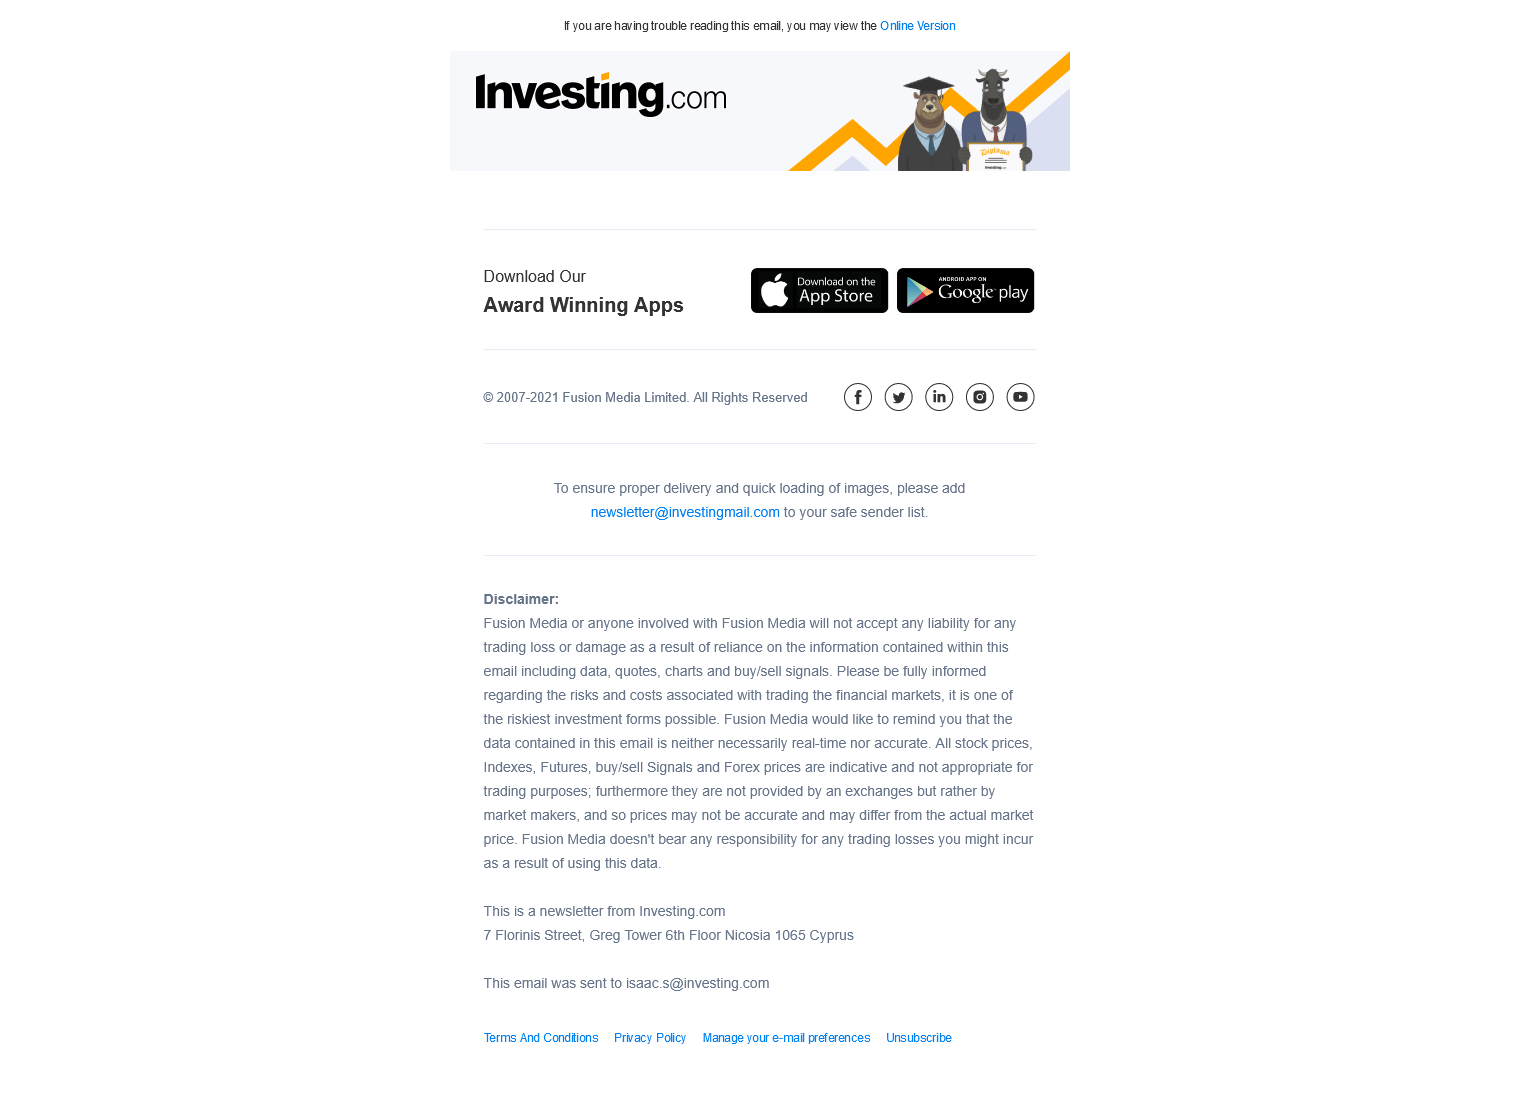 If you are having trouble reading this email, you may view the Online Version
Investing.com
Diploma
Investing.com
Download Our
Award Winning Apps
Download on the
App Store
ANDROID APP ON
Google play
© 2007-2021 Fusion Media Limited. All Rights Reserved
To ensure proper delivery and quick loading of images, please add
newsletter@investingmail.com to your safe sender list.
Disclaimer:
Fusion Media or anyone involved with Fusion Media will not accept any liability for any
trading loss or damage as a result of reliance on the information contained within this
email including data, quotes, charts and buy/sell signals. Please be fully informed
regarding the risks and costs associated with trading the financial markets, it is one of
the riskiest investment forms possible. Fusion Media would like to remind you that the
data contained in this email is neither necessarily real-time nor accurate. All stock prices,
Indexes, Futures, buy/sell Signals and Forex prices are indicative and not appropriate for
trading purposes; furthermore they are not provided by an exchanges but rather by
market makers, and so prices may not be accurate and may differ from the actual market
price. Fusion Media doesn't bear any responsibility for any trading losses you might incur
as a result of using this data.
This is a newsletter from Investing.com
7 Florinis Street, Greg Tower 6th Floor Nicosia 1065 Cyprus
This email was sent to isaac.s@investing.com
Terms And Conditions Privacy Policy Manage your e-mail preferences Unsubscribe